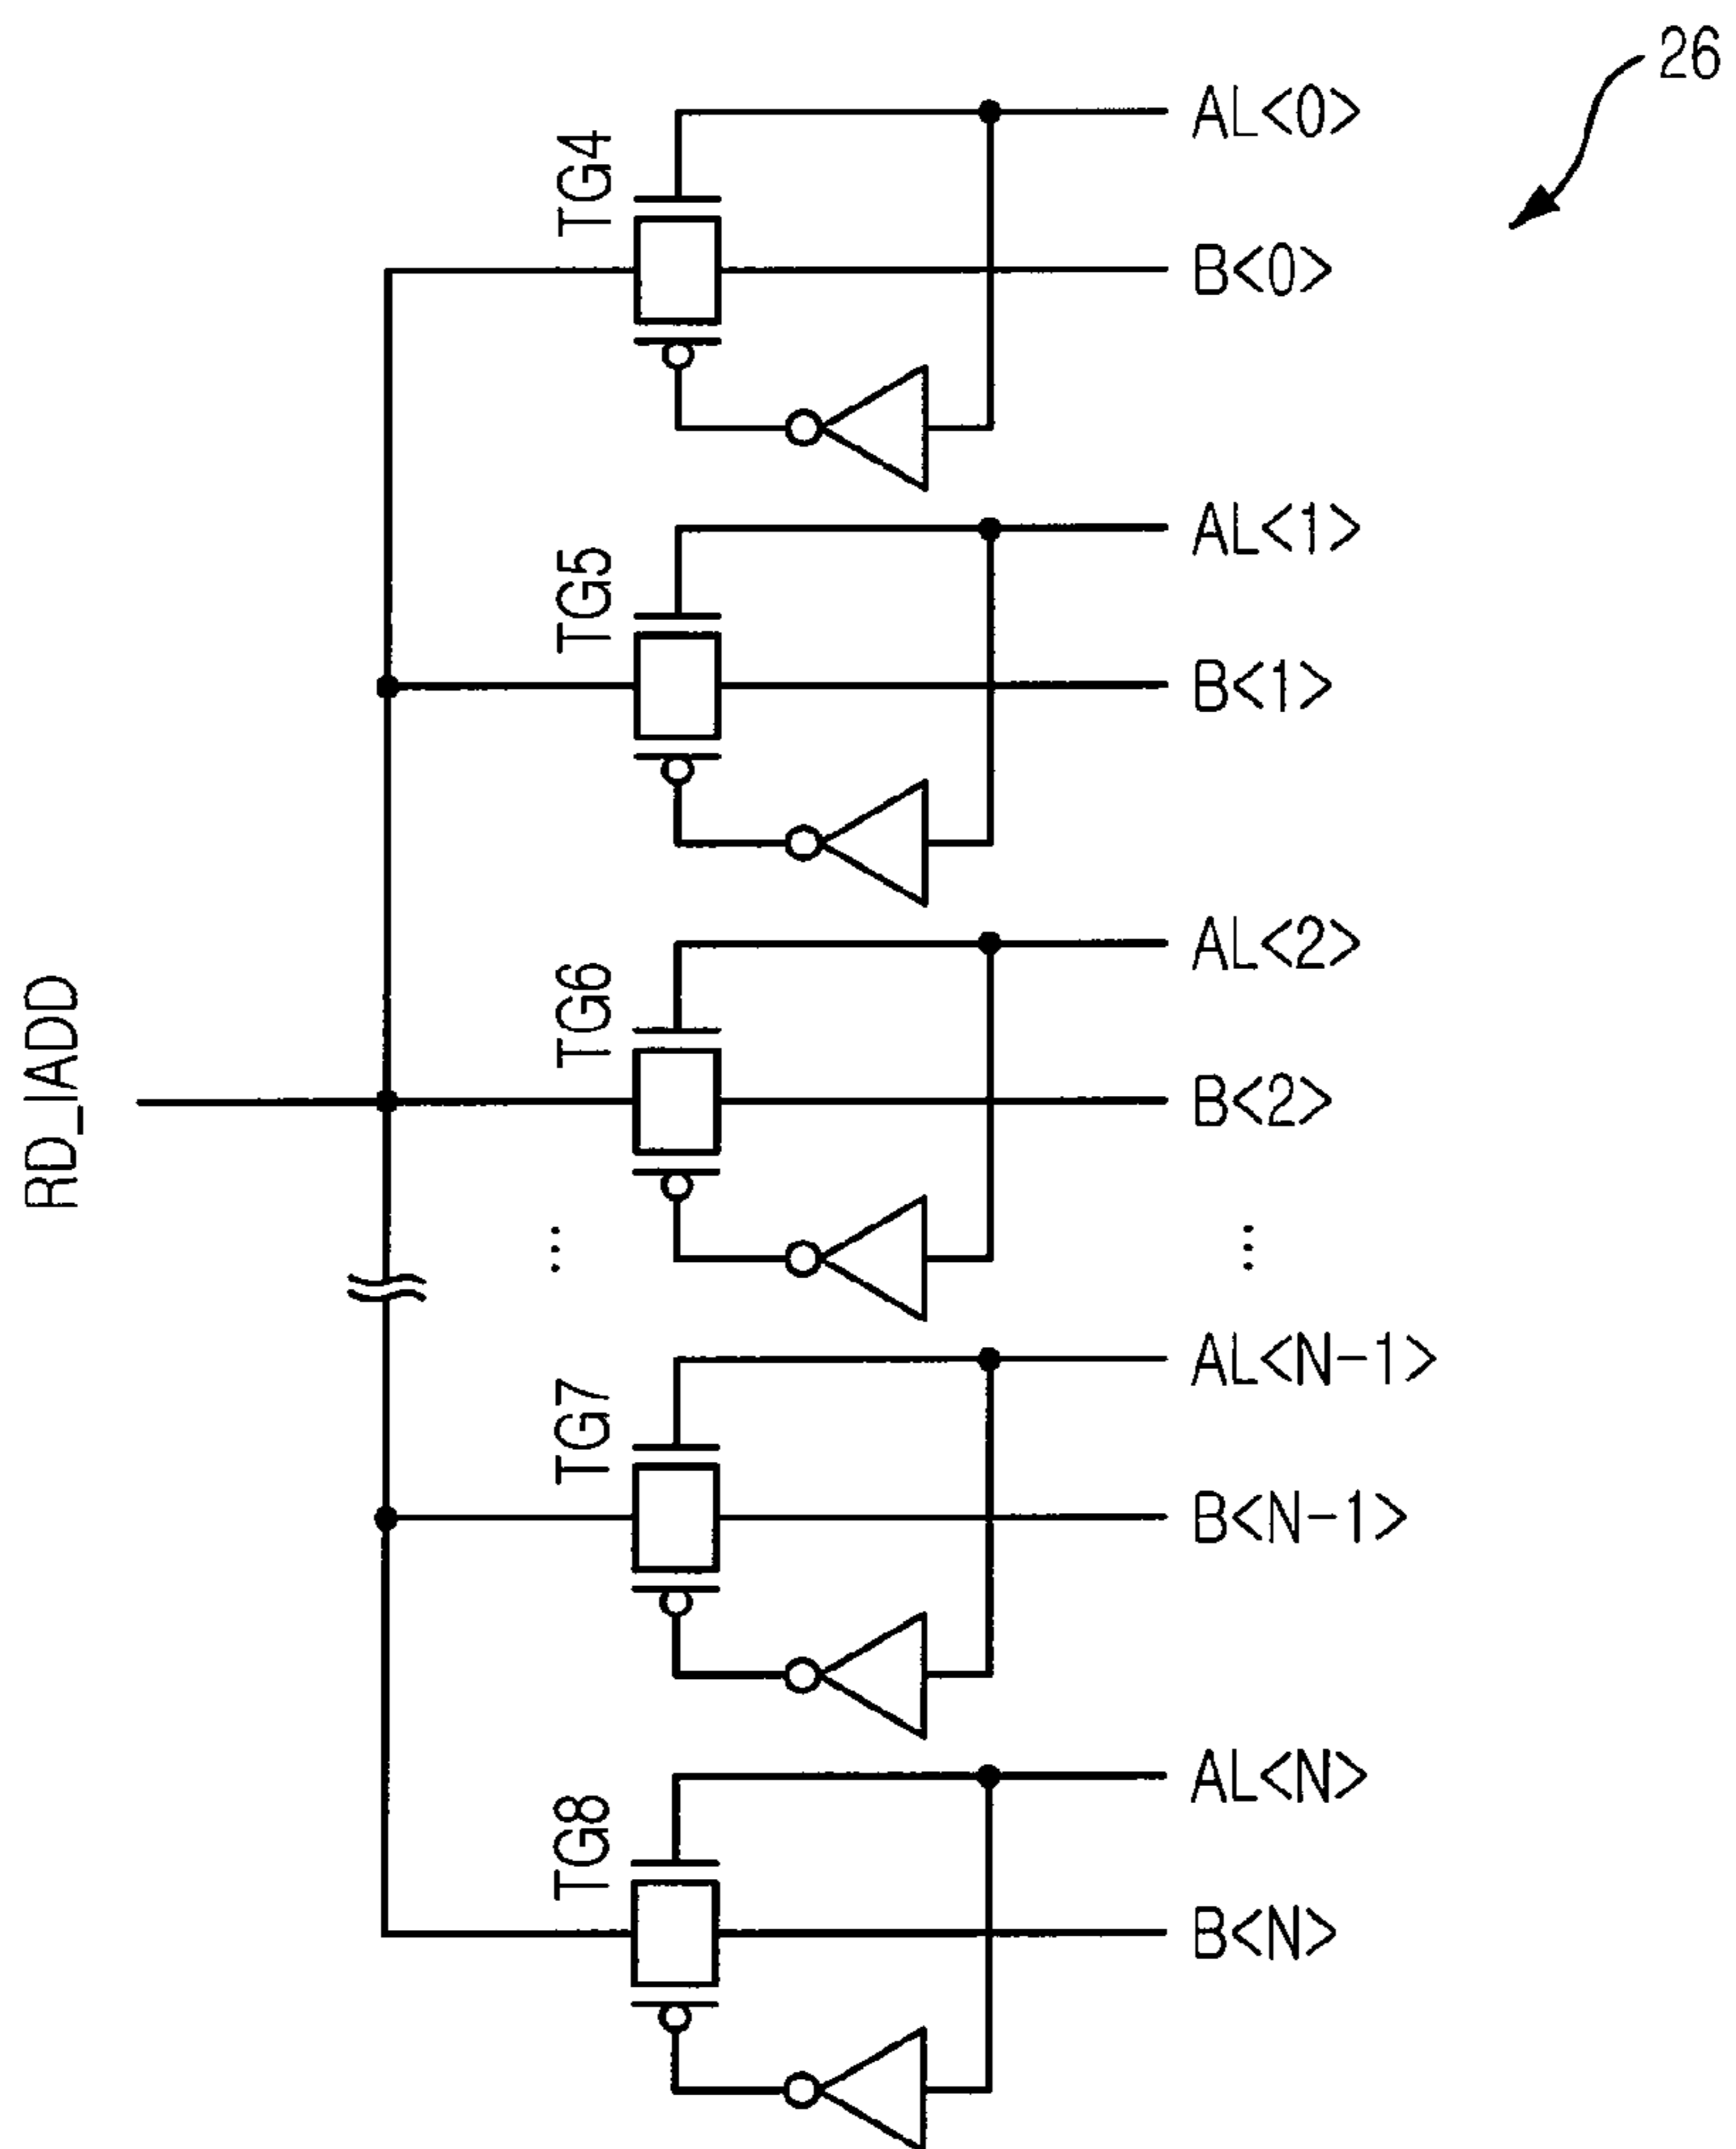 26
AL<0>
TG4
B<0>
AL<1>
TG5
B<1>
AL<2>
TG6
RD_IADD
B<2>
...
...
AL<N-1>
TG7
B<N-1>
AL<N>
TG8
B<N>